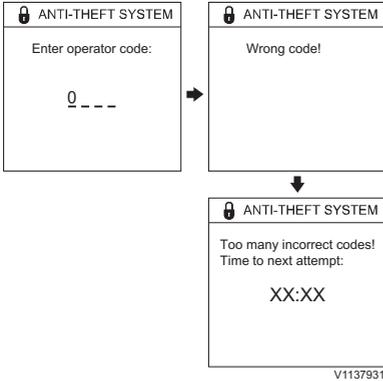 ANTI-THEFT SYSTEM
Enter operator code:
0 _ _ _
ANTI-THEFT SYSTEM
Wrong code!
ANTI-THEFT SYSTEM
Too many incorrect codes!
Time to next attempt:
XX:XX
V1137931